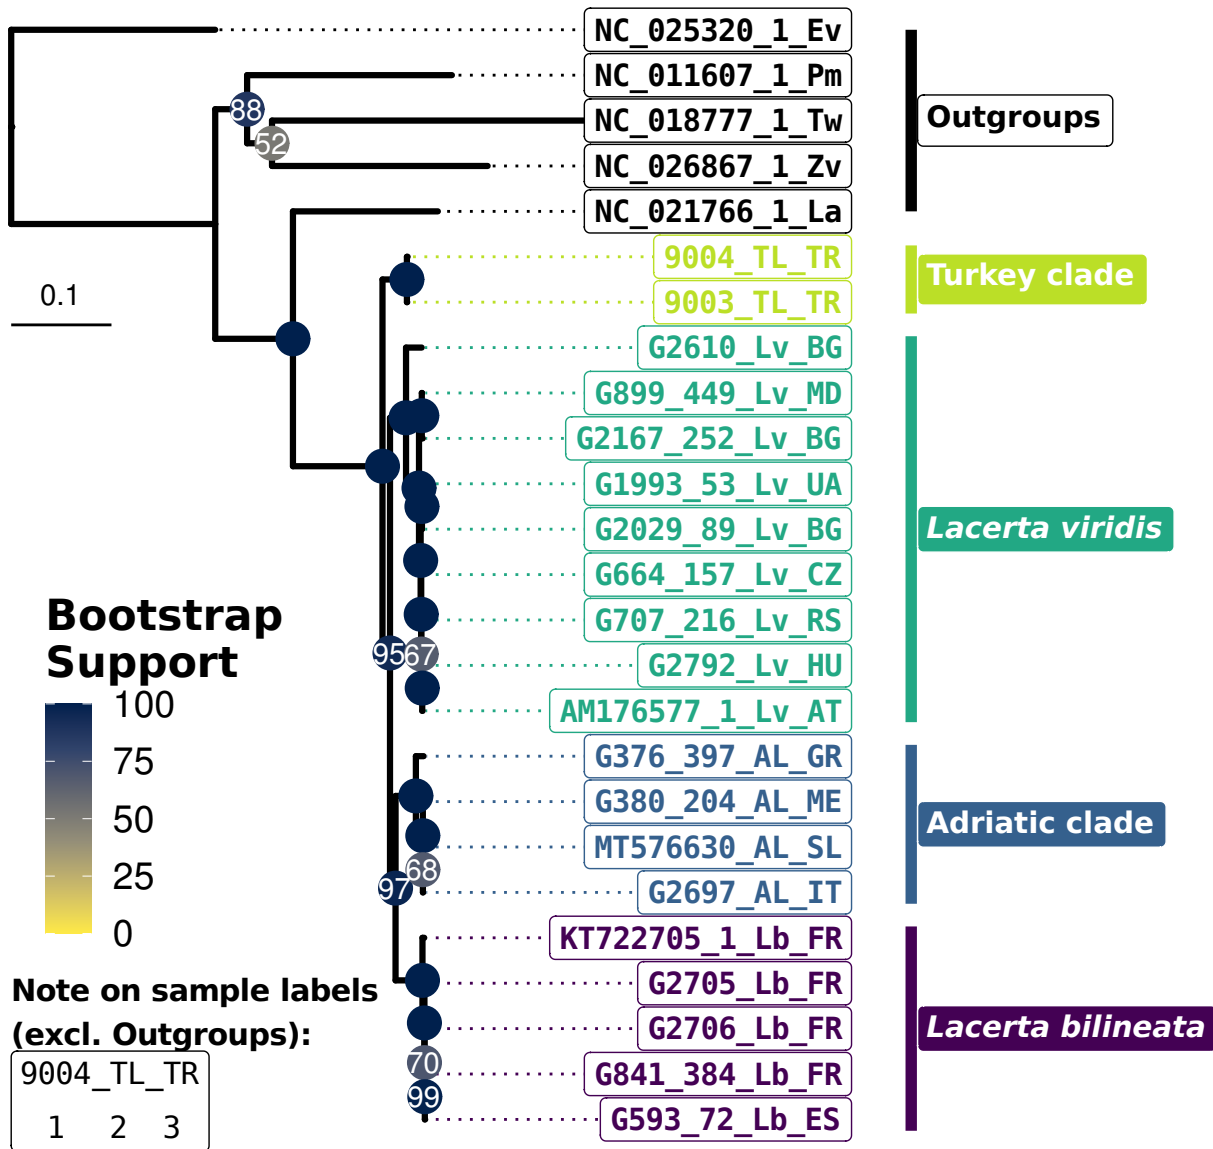 NC_025320_1_Ev
NC_011607_1_Pm
88
NC_018777_1_Tw
Outgroups
52
NC_026867_1_Zv
NC_021766_1_La
9004_TL_TR
Turkey clade
0.1
9003_TL_TR
G2610_Lv_BG
G899_449_Lv_MD
G2167_252_Lv_BG
G1993_53_Lv_UA
Lacerta viridis
G2029_89_Lv_BG
G664_157_Lv_CZ
G707_216_Lv_RS
95
67
G2792_Lv_HU
AM176577_1_Lv_AT
Bootstrap
Support
100
75
50
25
0
G376_397_AL_GR
G380_204_AL_ME
Adriatic clade
MT576630_AL_SL
68
97
G2697_AL_IT
KT722705_1_Lb_FR
G2705_Lb_FR
G2706_Lb_FR
Lacerta bilineata
70
G841_384_Lb_FR
99
G593_72_Lb_ES
Note on sample labels
(excl. Outgroups):
9004_TL_TR
1 2 3